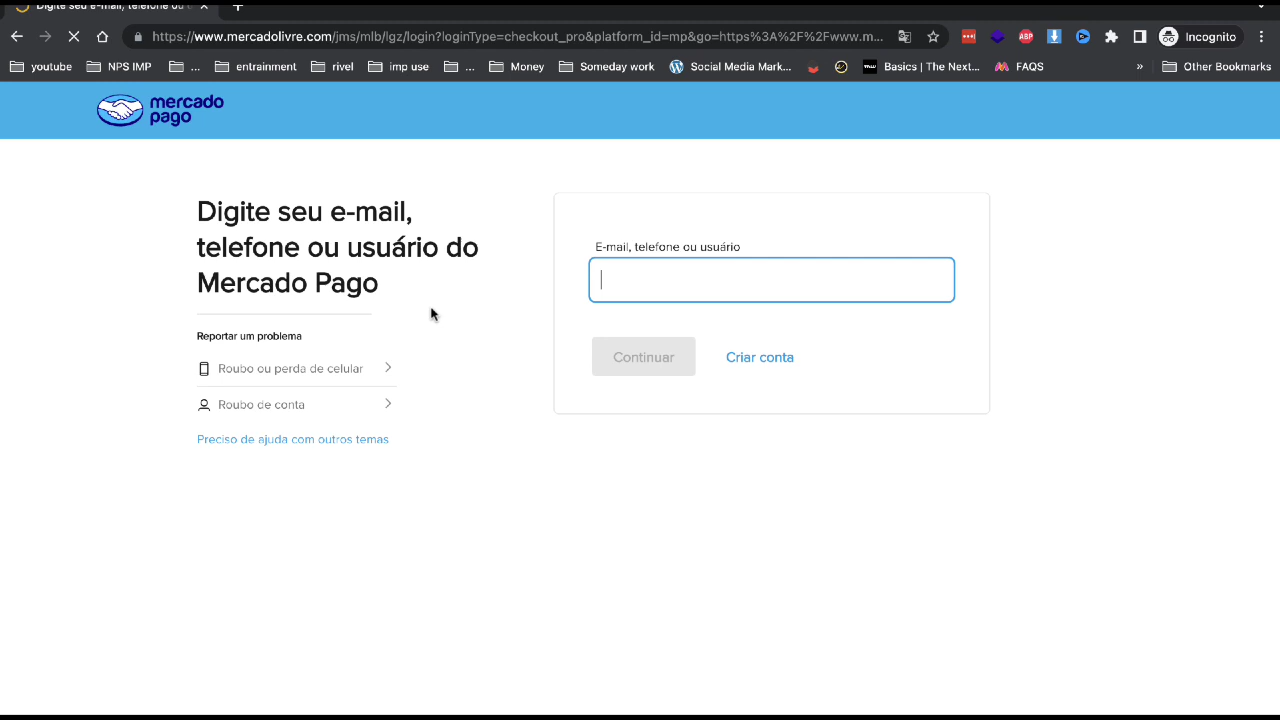 Digite seu e-mail, telefone ou u
https://www.mercadolivre.com/jms/mlb/lgz/login?loginType=checkout_pro&platform_id=mp&go=https%3A%2F%2Fwww.m...
ABP
Incognito
youtube
NPS IMP
...
entrainment
rivel
imp use
...
Money
Someday work
Social Media Mark...
Basics | The Next...
FAQS
»
Other Bookmarks
mercado
pago
Digite seu e-mail,
telefone ou usuário do
Mercado Pago
Reportar um problema
Roubo ou perda de celular
Roubo de conta
Preciso de ajuda com outros temas
E-mail, telefone ou usuário
Continuar
Criar conta